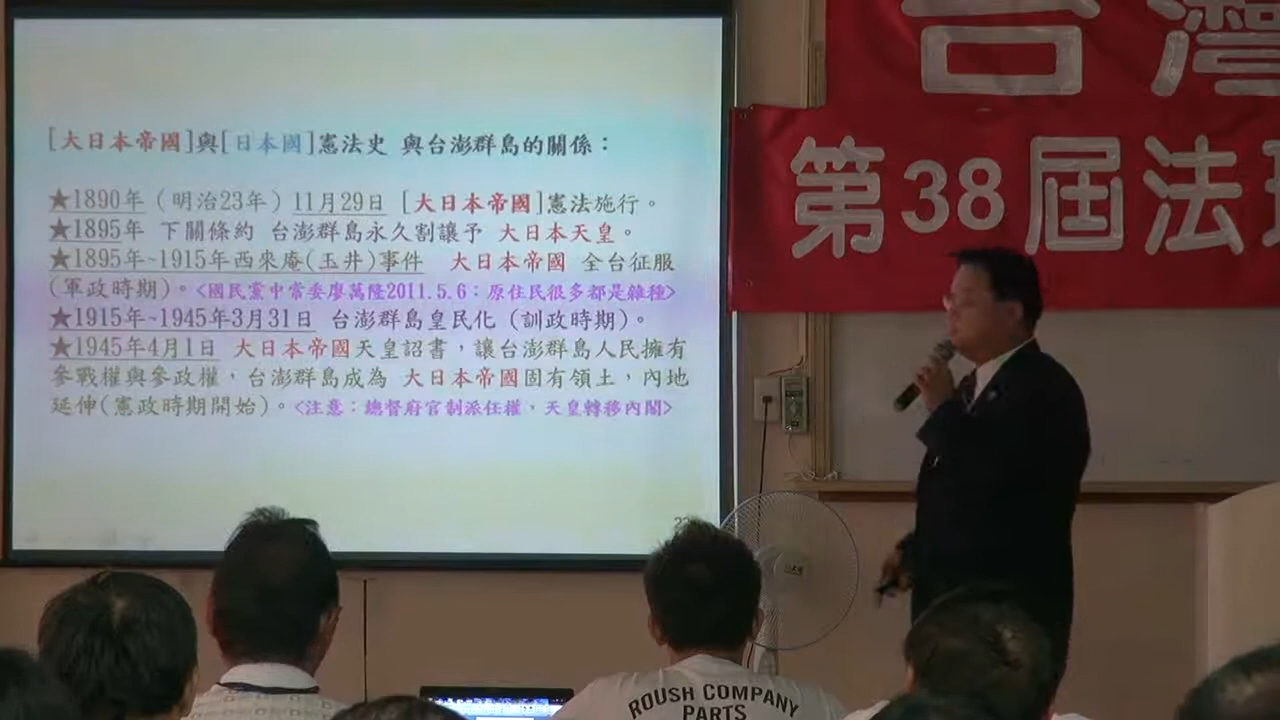 [大日本帝國]與[日本國]憲法史 與台澎群島的關係：
★1890年（明治23年）11月29日 [大日本帝國]憲法施行。
★1895年 下關條約 台澎群島永久割讓予 大日本天皇。
★1895年~1915年西來庵(玉井)事件 大日本帝國 全台征服
(軍政時期)。<國民黨中常委廖萬隆2011.5.6：原住民很多都是雜種>
★1915年~1945年3月31日 台澎群島皇民化 (訓政時期)。
★1945年4月1日 大日本帝國天皇詔書，讓台澎群島人民擁有
參戰權與參政權，台澎群島成為 大日本帝國固有領土，內地
延伸(憲政時期開始)。<注意：總督府官制派任權，天皇轉移內閣>
台灣
第38屆法
ROUSH COMPANY
PARTS